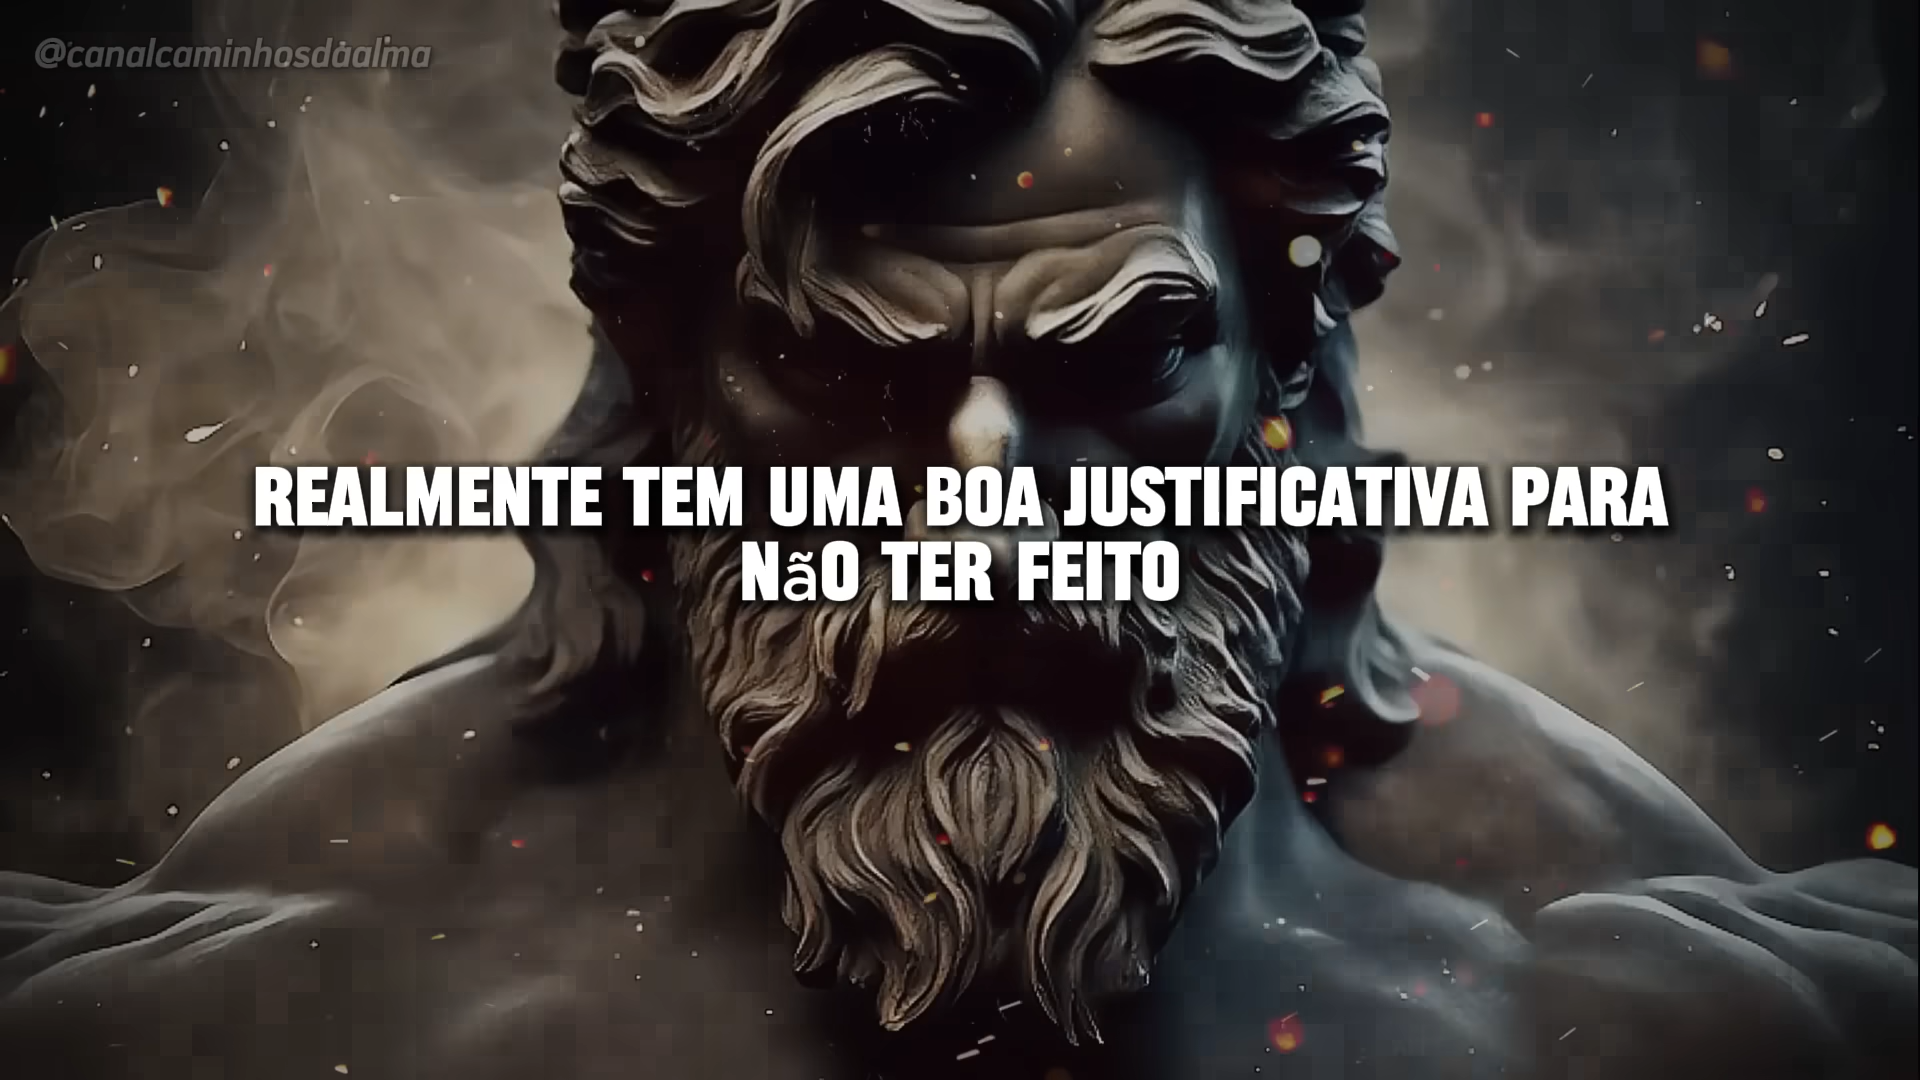 @canalcaminhosdaalma
REALMENTE TEM UMA BOA JUSTIFICATIVA PARA
NãO TER FEITO